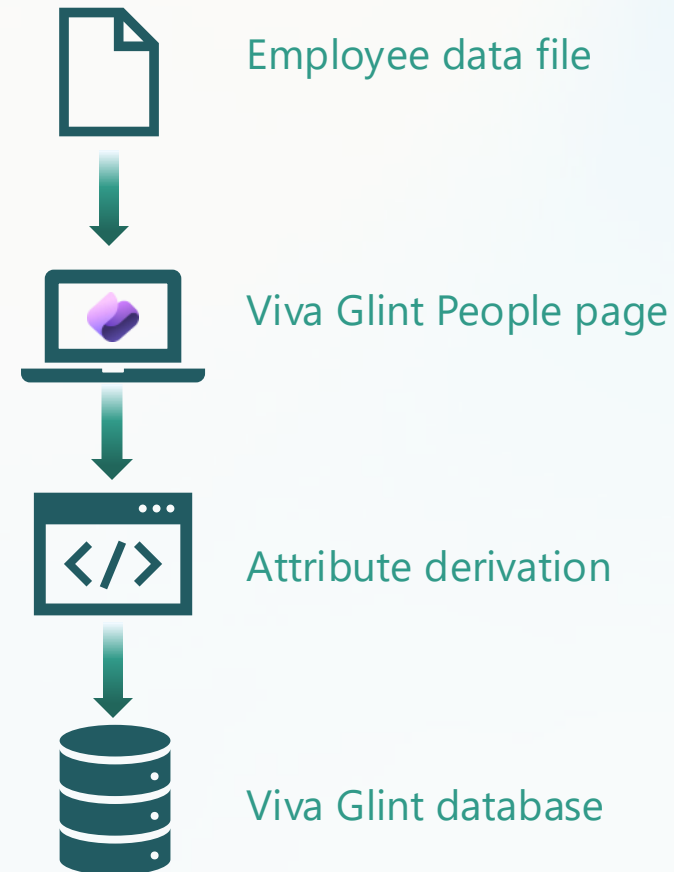 Employee data file
Viva Glint People page
</>
Attribute derivation
Viva Glint database